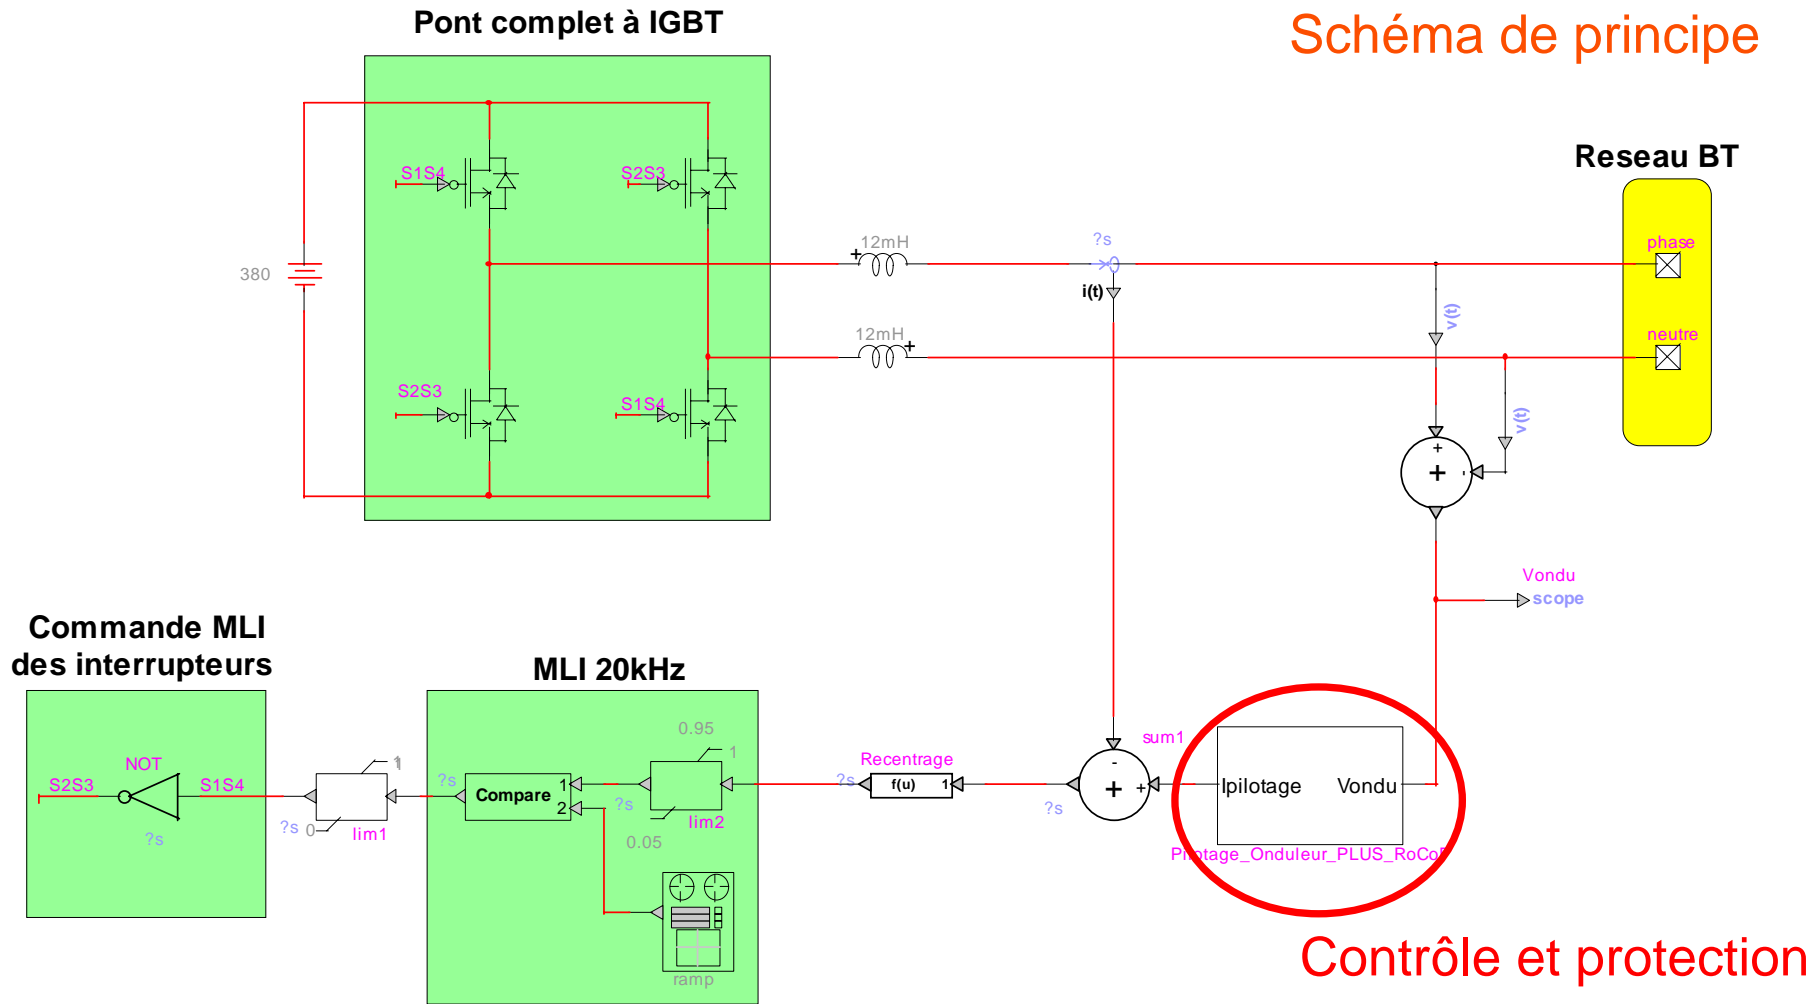 Pont complet à IGBT
Schéma de principe
Reseau BT
S1S4
S2S3
380
12mH
?s
i(t)
phase
v(t)
12mH
neutre
v(t)
S2S3
S1S4
+
-
+
Vondu
scope
Commande MLI
des interrupteurs
MLI 20kHz
NOT
S2S3
S1S4
?s
?s
1
0
lim1
?s
Compare
1
2
?s
0.95
1
lim2
0.05
ramp
Recentrage
f(u)
1
?s
?s
sum1
-
+
+
Ipilotage
Vondu
Pilotage_Onduleur_PLUS_RoCoF
Contrôle et protection